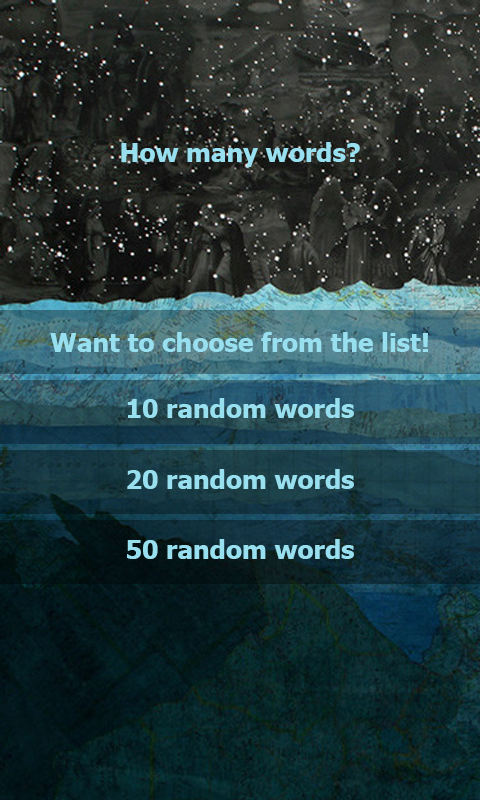 How many words?
Want to choose from the list!
10 random words
20 random words
50 random words